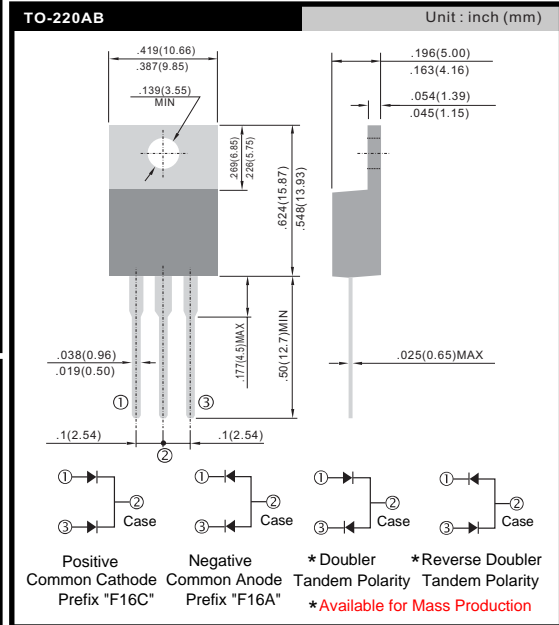 TO-220AB
Unit : inch (mm)
.419(10.66)
.387(9.85)
.139(3.55)
MIN
.269(6.85)
.226(5.75)
.624(15.87)
.548(13.93)
.196(5.00)
.163(4.16)
.054(1.39)
.045(1.15)
.038(0.96)
.019(0.50)
.177(4.5)MAX
.50(12.7)MIN
.025(0.65)MAX
① ③
.1(2.54) .1(2.54)
②
① ② ③ Case
① ② ③ Case
① ② ③ Case
① ② ③ Case
Positive
Common Cathode
Prefix "F16C"
Negative
Common Anode
Prefix "F16A"
* Doubler
Tandem Polarity
* Reverse Doubler
Tandem Polarity
* Available for Mass Production